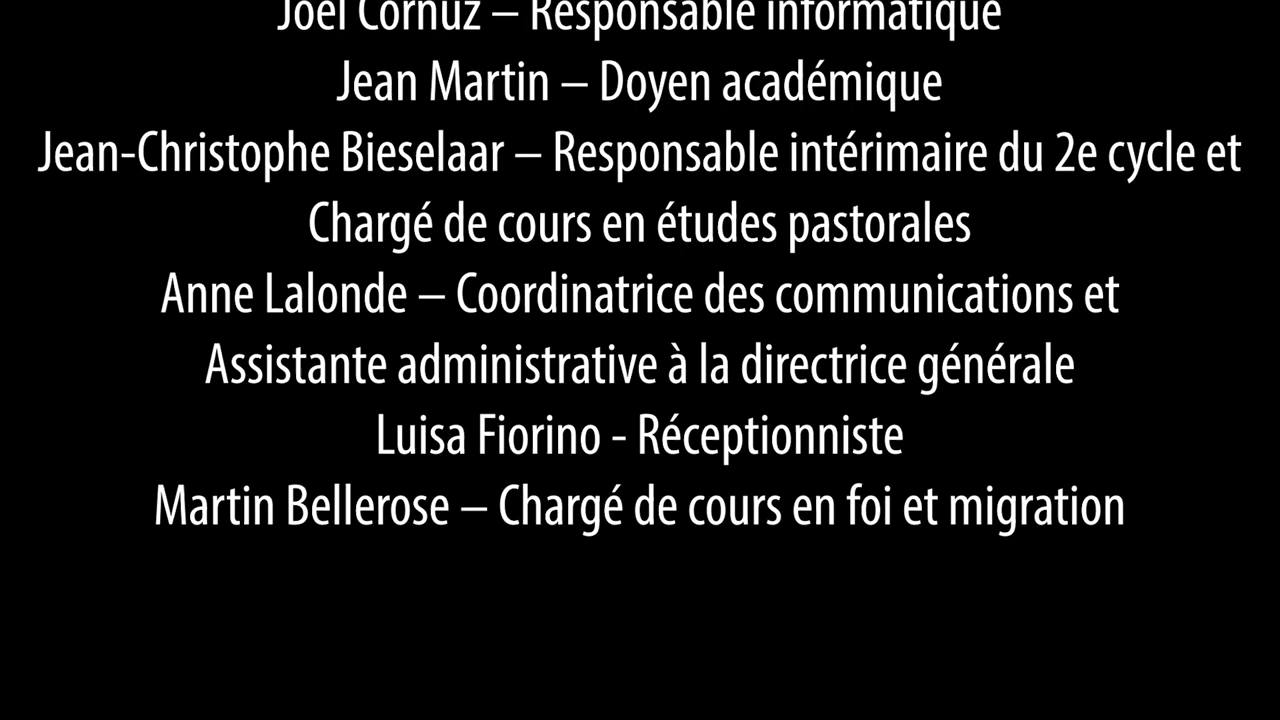 Joël Cornuz – Responsable informatique
Jean Martin – Doyen académique
Jean-Christophe Bieselaar – Responsable intérimaire du 2e cycle et
Chargé de cours en études pastorales
Anne Lalonde – Coordinatrice des communications et
Assistante administrative à la directrice générale
Luisa Fiorino - Réceptionniste
Martin Bellerose – Chargé de cours en foi et migration